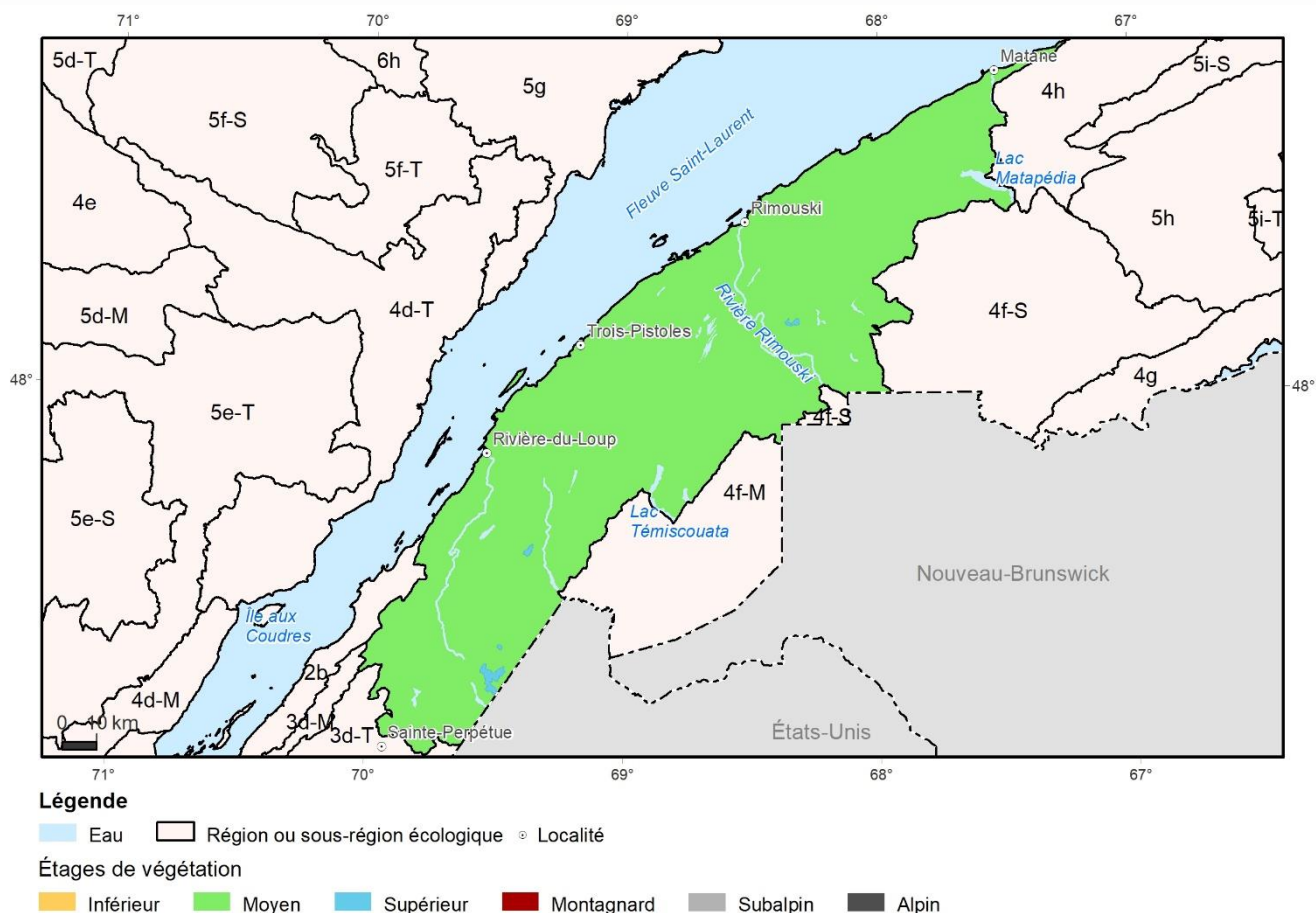 71°
70°
69°
68°
67°
5d-T
6h
5g
Matane
5i-S
4h
5f-S
5f-T
Fleuve Saint-Laurent
Lac
Matapédia
4e
Rimouski
5h
5i-T
5d-M
4d-T
Rivière Rimouski
4f-S
Trois-Pistoles
48°
48°
4g
5e-T
4f-S
Rivière-du-Loup
4f-M
5e-S
Lac
Témiscouata
Nouveau-Brunswick
Île aux
Coudres
2b
4d-M
0 10 km
3d-M
3d-T
Sainte-Perpétue
États-Unis
71°
70°
69°
68°
67°
Légende
Eau
Région ou sous-région écologique
Localité
Étages de végétation
Inférieur
Moyen
Supérieur
Montagnard
Subalpin
Alpin